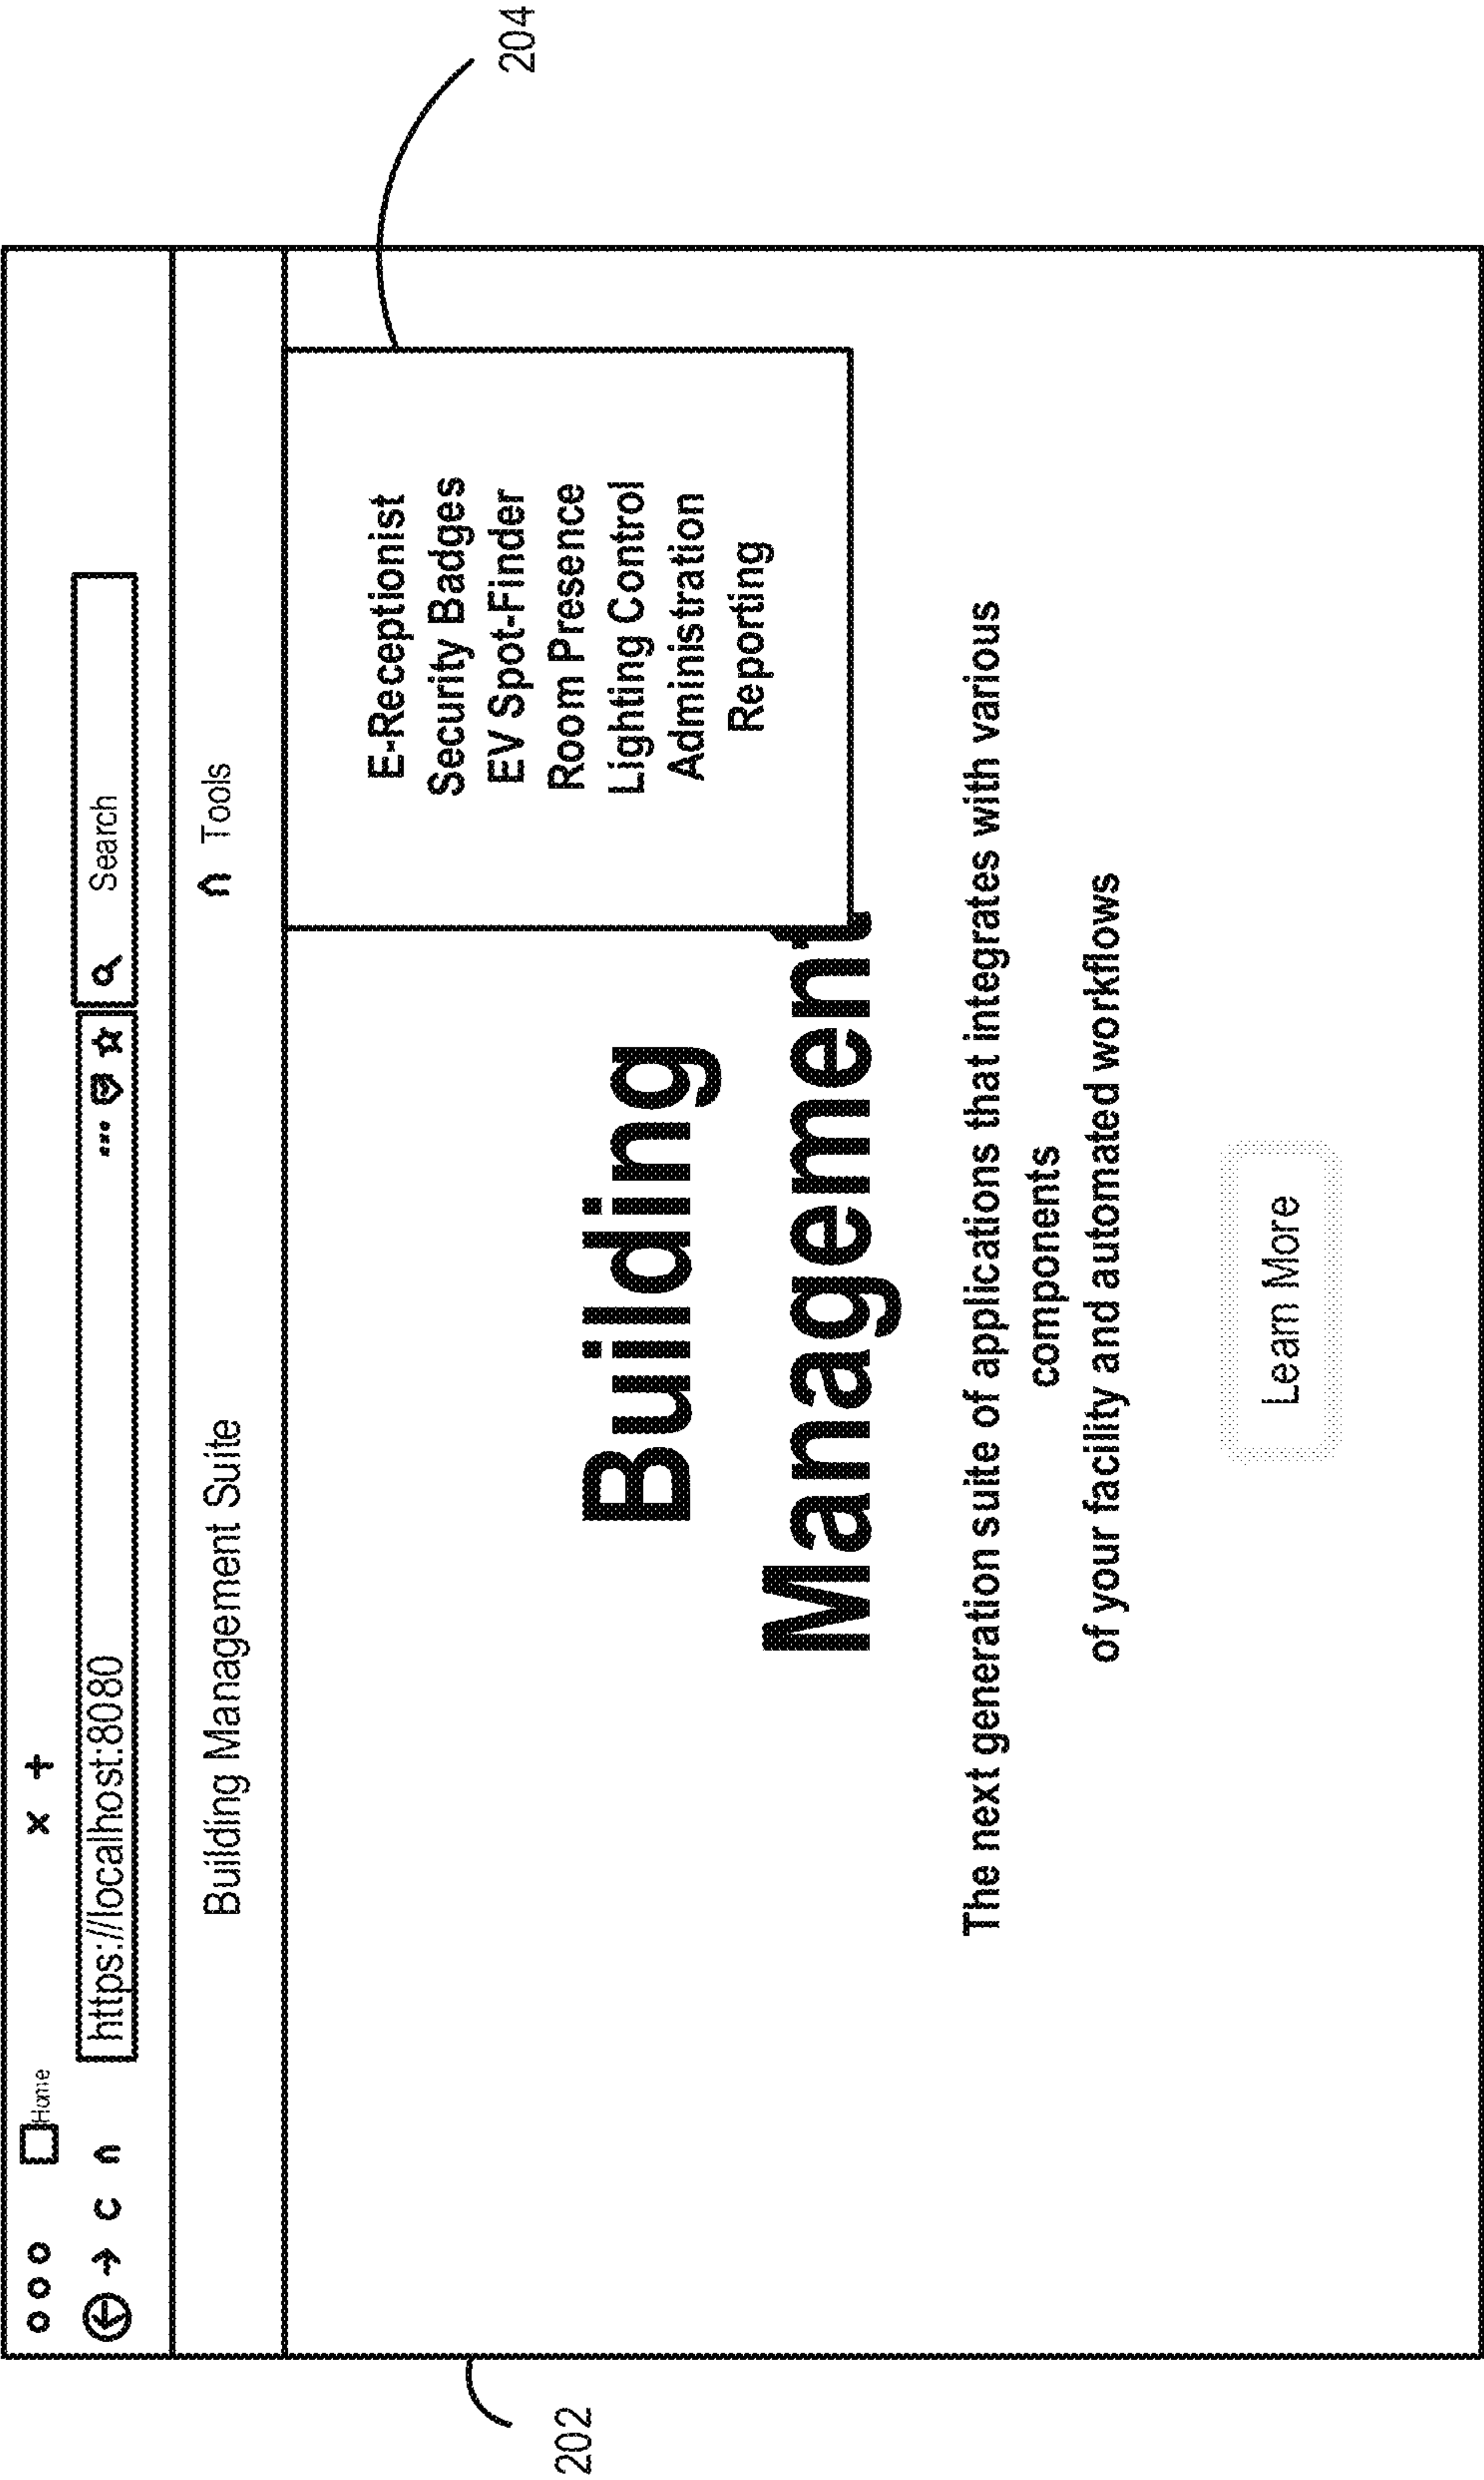 Home
https://localhost:8080
Search
Building Management Suite
Tools
E-Receptionist
Security Badges
EV Spot-Finder
Room Presence
Lighting Control
Administration
Reporting
Building
Management
The next generation suite of applications that integrates with various
components
of your facility and automated workflows
Learn More
202
204